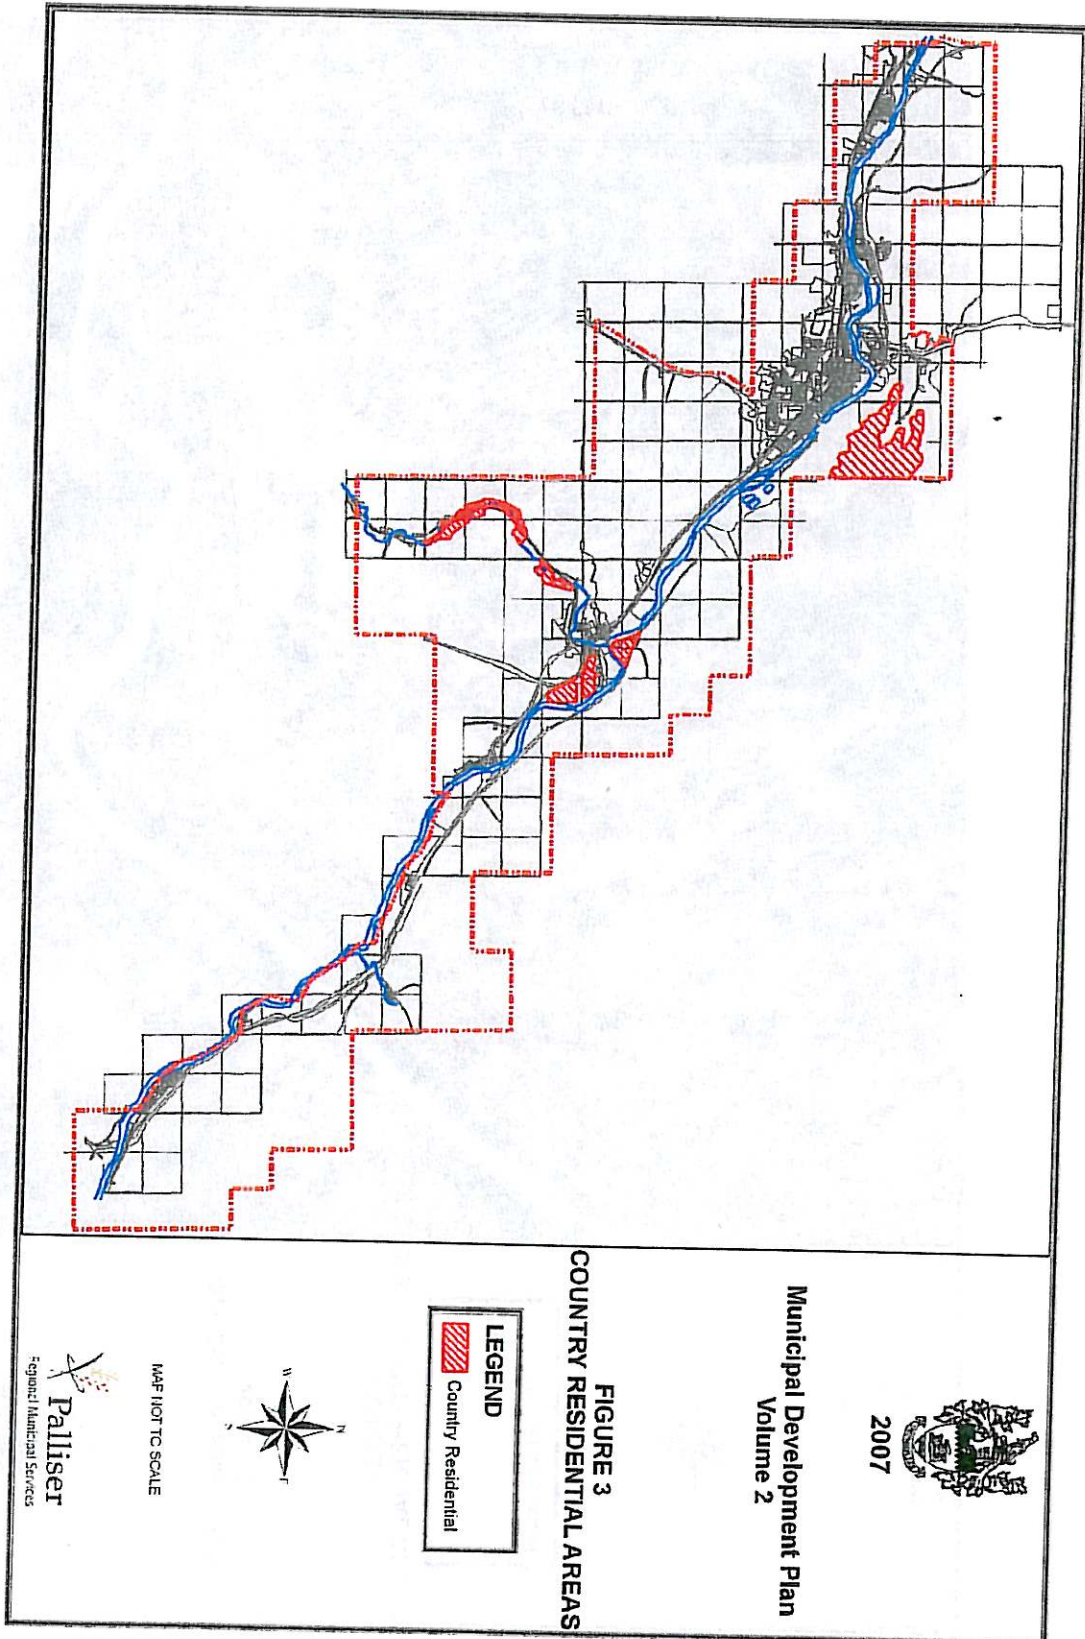 2007
Municipal Development Plan
Volume 2
FIGURE 3
COUNTRY RESIDENTIAL AREAS
LEGEND
Country Residential
N
MAP NOT TO SCALE
Palliser
Regional Municipal Services